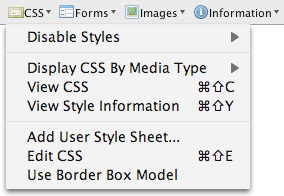 CSS CSS▾ Forms▾ Images▾ Information▾
Disable Styles ▶
Display CSS By Media Type ▶
View CSS ⌘⇧C
View Style Information ⌘⇧Y
Add User Style Sheet...
Edit CSS ⌘⇧E
Use Border Box Model